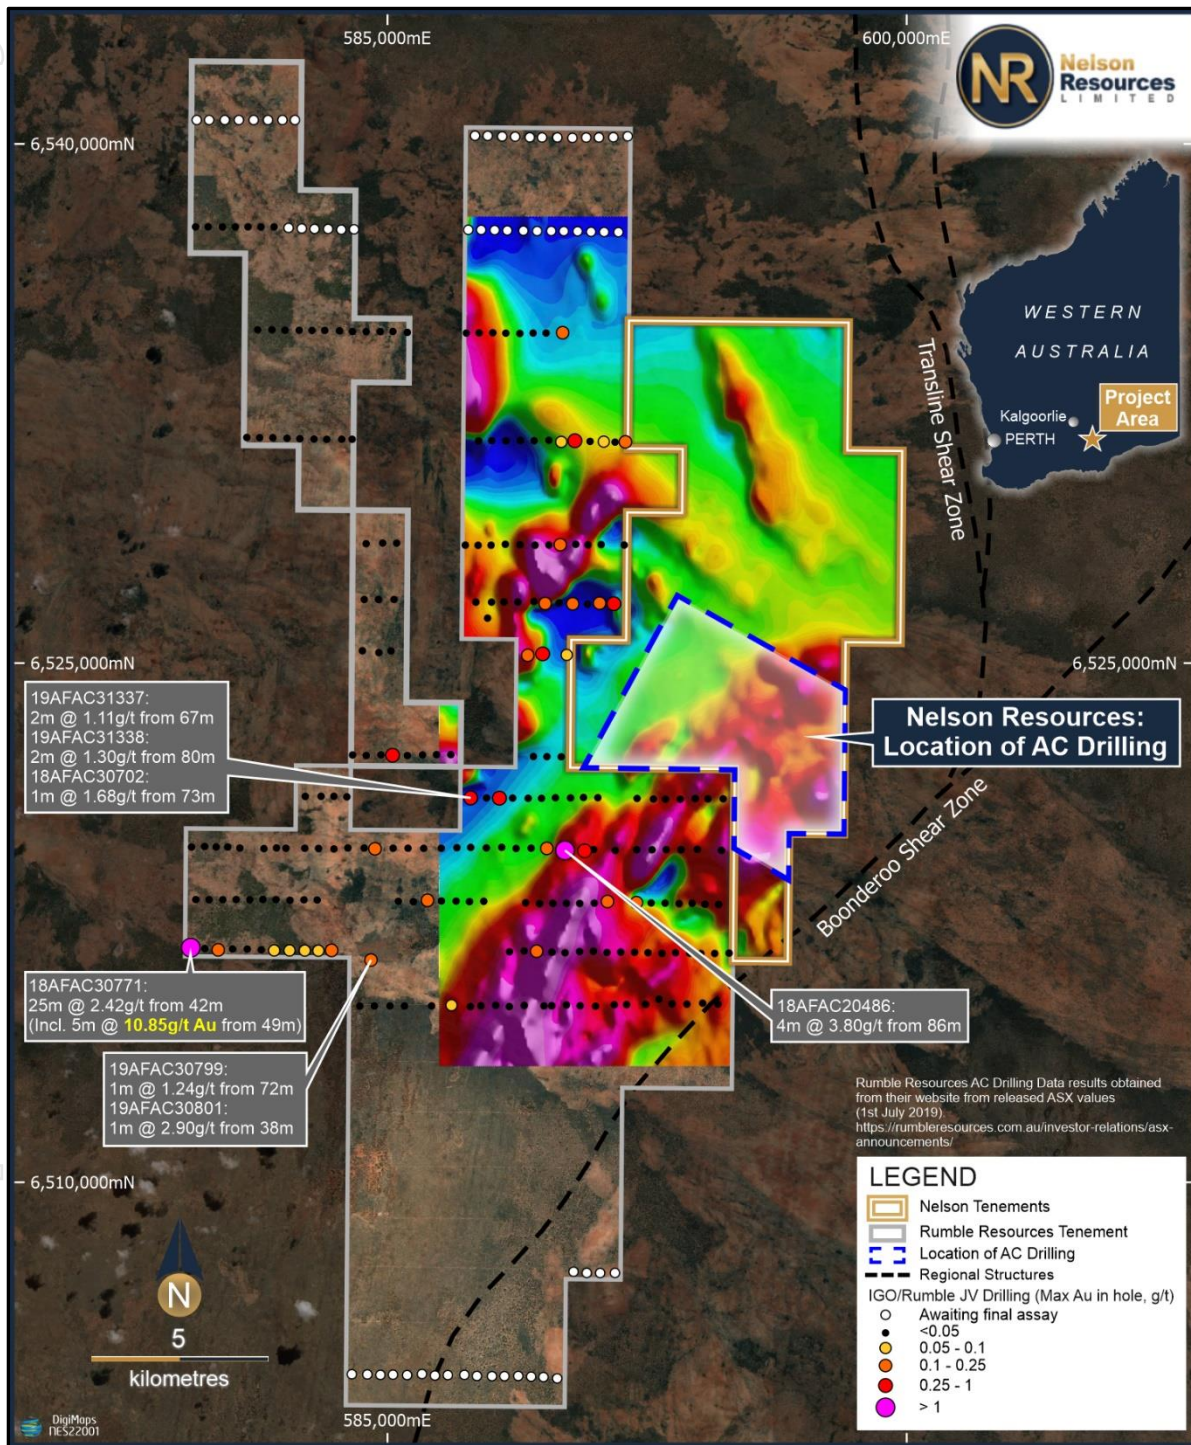 585,000mE
600,000mE
NR
Nelson
Resources
LIMITED
6,540,000mN
WESTERN
AUSTRALIA
Project
Area
Kalgoorlie
PERTH
Transline Shear Zone
6,525,000mN
6,525,000mN
19AFAC31337:
2m @ 1.11g/t from 67m
19AFAC31338:
2m @ 1.30g/t from 80m
18AFAC30702:
1m @ 1.68g/t from 73m
Nelson Resources:
Location of AC Drilling
Boonderoo Shear Zone
18AFAC30771:
25m @ 2.42g/t from 42m
(Incl. 5m @ 10.85g/t Au from 49m)
18AFAC20486:
4m @ 3.80g/t from 86m
19AFAC30799:
1m @ 1.24g/t from 72m
19AFAC30801:
1m @ 2.90g/t from 38m
Rumble Resources AC Drilling Data results obtained
from their website from released ASX values
(1st July 2019).
https://rumbleresources.com.au/investor-relations/asx-
announcements/
6,510,000mN
LEGEND
Nelson Tenements
Rumble Resources Tenement
Location of AC Drilling
Regional Structures
IGO/Rumble JV Drilling (Max Au in hole, g/t)
Awaiting final assay
<0.05
0.05 - 0.1
0.1 - 0.25
0.25 - 1
> 1
N
5
kilometres
585,000mE
DigiMaps
NES22001